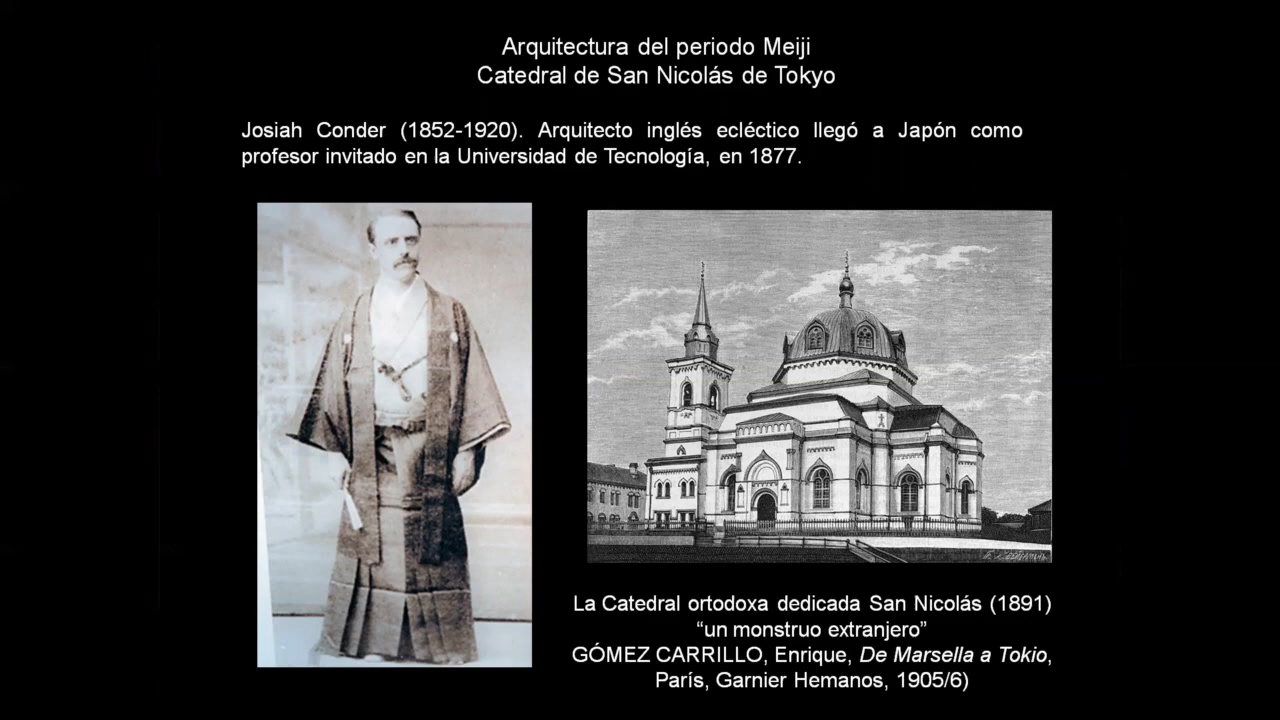 Arquitectura del periodo Meiji
Catedral de San Nicolás de Tokyo
Josiah Conder (1852-1920). Arquitecto inglés ecléctico llegó a Japón como
profesor invitado en la Universidad de Tecnología, en 1877.
La Catedral ortodoxa dedicada San Nicolás (1891)
“un monstruo extranjero”
GÓMEZ CARRILLO, Enrique, De Marsella a Tokio,
París, Garnier Hemanos, 1905/6)